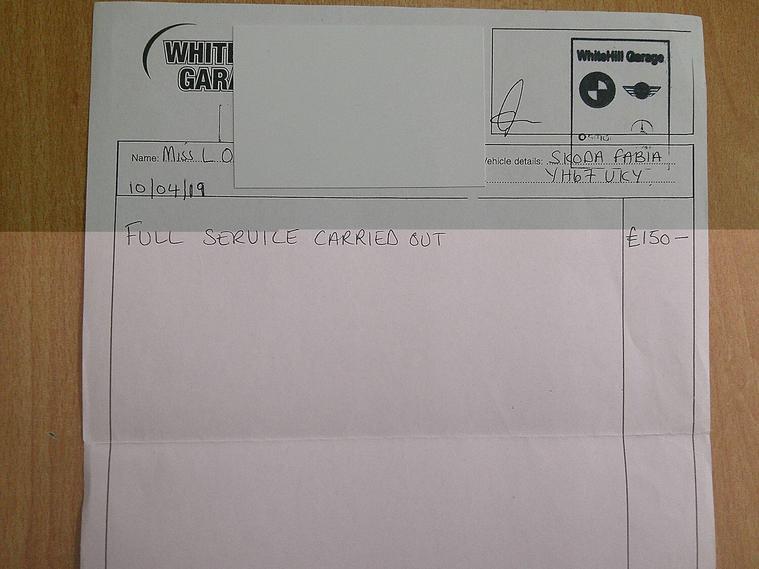 WHITE
GARA
WhiteHill Garage
Name: Miss L O
Vehicle details: SKODA FABIA
YH67 UKY
10/04/19
FULL SERVICE CARRIED OUT £150-